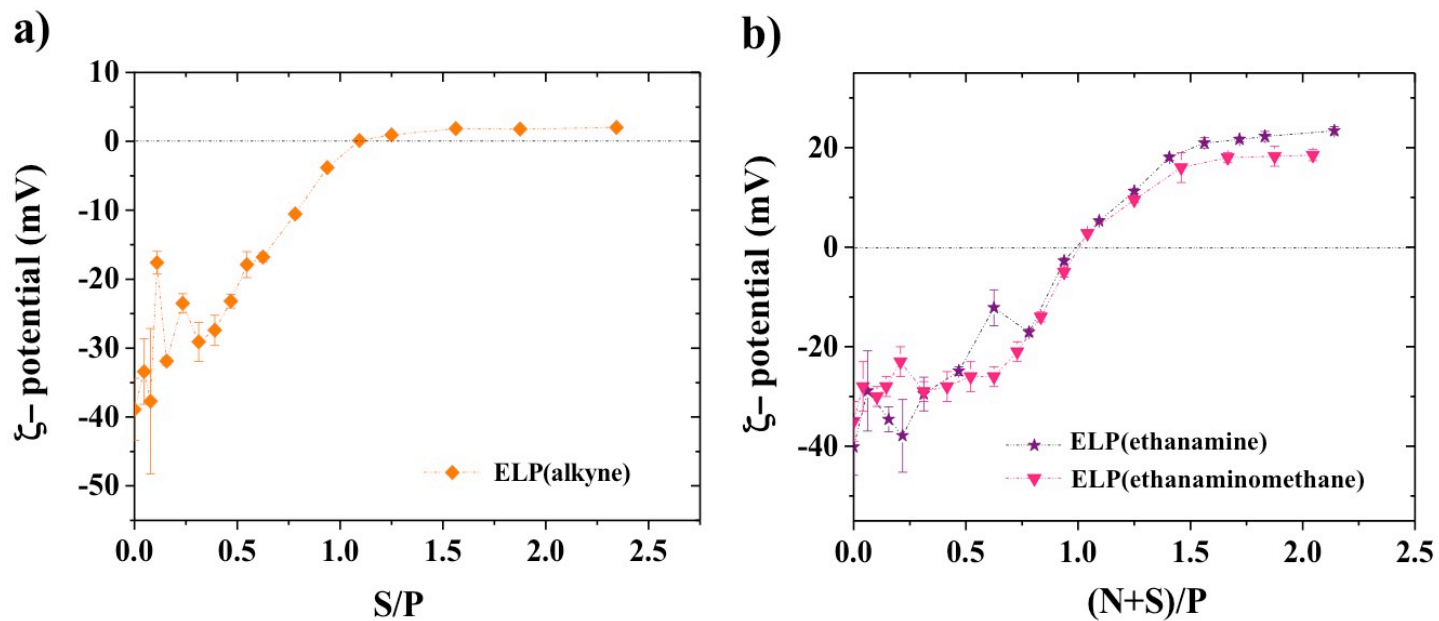 a)
ζ– potential (mV)
10
0
-10
-20
-30
-40
-50
0.0 0.5 1.0 1.5 2.0 2.5
S/P
ELP(alkyne)
b)
ζ– potential (mV)
20
0
-20
-40
0.0 0.5 1.0 1.5 2.0 2.5
(N+S)/P
ELP(ethanamine)
ELP(ethanaminomethane)